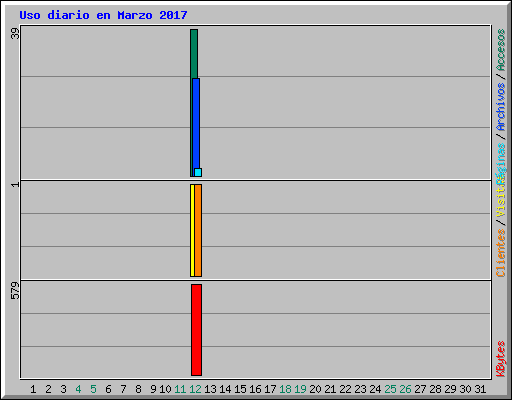 Uso diario en Marzo 2017
39
1
579
1 2 3 4 5 6 7 8 9 10 11 12 13 14 15 16 17 18 19 20 21 22 23 24 25 26 27 28 29 30 31
Páginas / Archivos / Accesos
Clientes / Visitas
KBytes